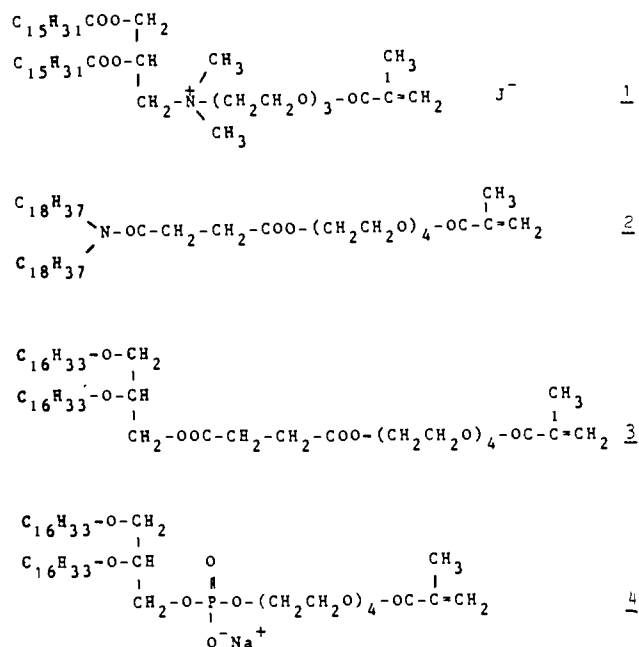 C₁₅H₃₁COO-CH₂
C₁₅H₃₁COO-CH CH₃ CH₃
CH₂-N⁺-(CH₂CH₂O)₃-OC-C=CH₂ J⁻ 1
CH₃
C₁₈H₃₇ CH₃
N-OC-CH₂-CH₂-COO-(CH₂CH₂O)₄-OC-C=CH₂ 2
C₁₈H₃₇
C₁₆H₃₃-O-CH₂
C₁₆H₃₃-O-CH CH₃
CH₂-OOC-CH₂-CH₂-COO-(CH₂CH₂O)₄-OC-C=CH₂ 3
C₁₆H₃₃-O-CH₂
C₁₆H₃₃-O-CH O CH₃
CH₂-O-P-O-(CH₂CH₂O)₄-OC-C=CH₂ 4
O⁻Na⁺